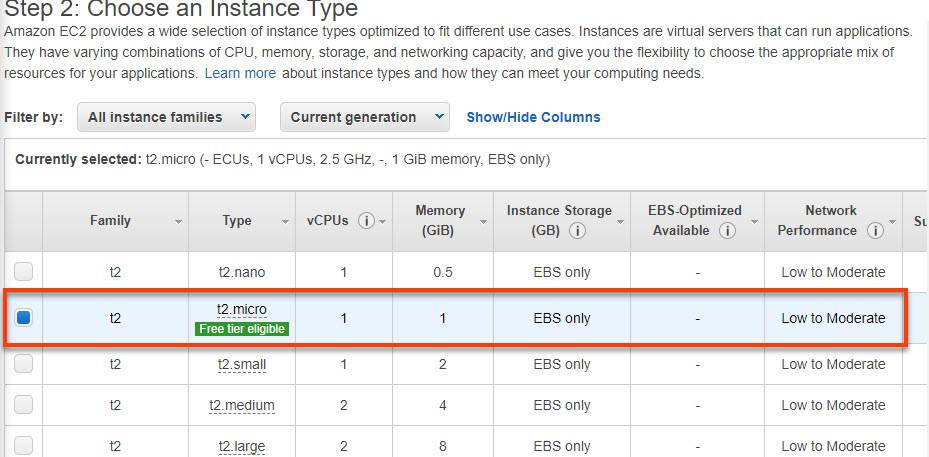 Step 2: Choose an Instance Type
Amazon EC2 provides a wide selection of instance types optimized to fit different use cases. Instances are virtual servers that can run applications.
They have varying combinations of CPU, memory, storage, and networking capacity, and give you the flexibility to choose the appropriate mix of
resources for your applications. Learn more about instance types and how they can meet your computing needs.
Filter by: All instance families Current generation Show/Hide Columns
Currently selected: t2.micro (- ECUs, 1 vCPUs, 2.5 GHz, -, 1 GiB memory, EBS only)
Family Type vCPUs Memory (GiB) Instance Storage (GB) EBS-Optimized Available Network Performance
t2 t2.nano 1 0.5 EBS only - Low to Moderate
t2 t2.micro 1 1 EBS only - Low to Moderate
Free tier eligible
t2 t2.small 1 2 EBS only - Low to Moderate
t2 t2.medium 2 4 EBS only - Low to Moderate
t2 t2.large 2 8 EBS only - Low to Moderate